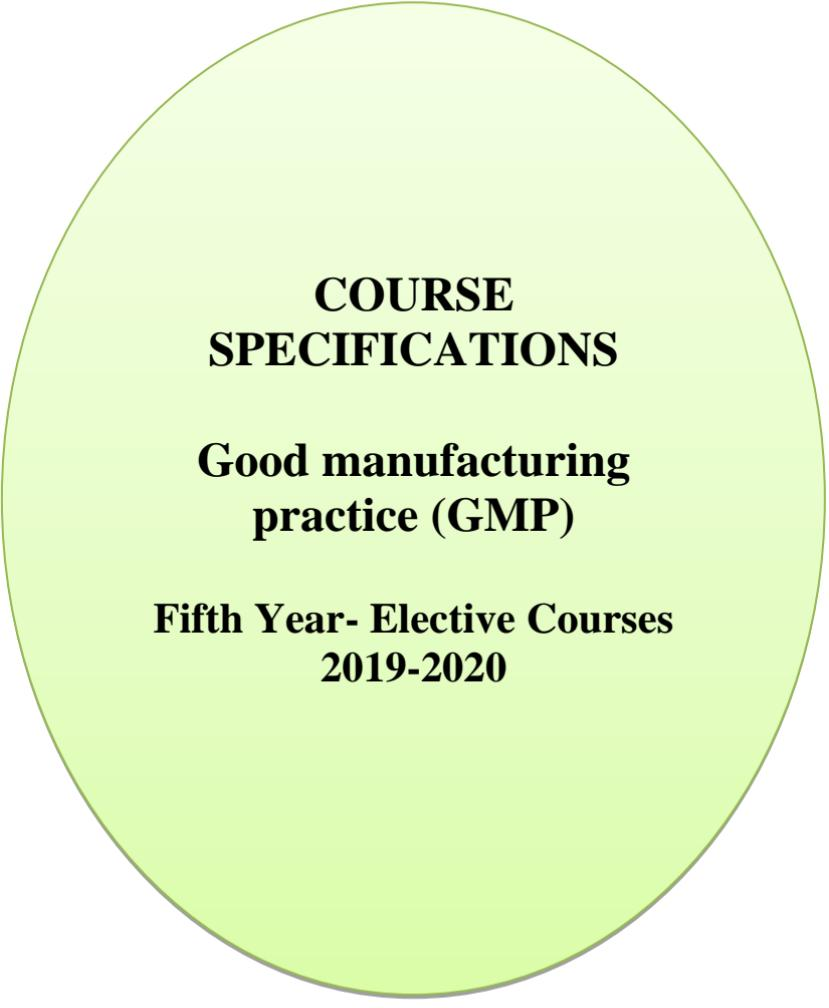 COURSE
SPECIFICATIONS
Good manufacturing
practice (GMP)
Fifth Year- Elective Courses
2019-2020